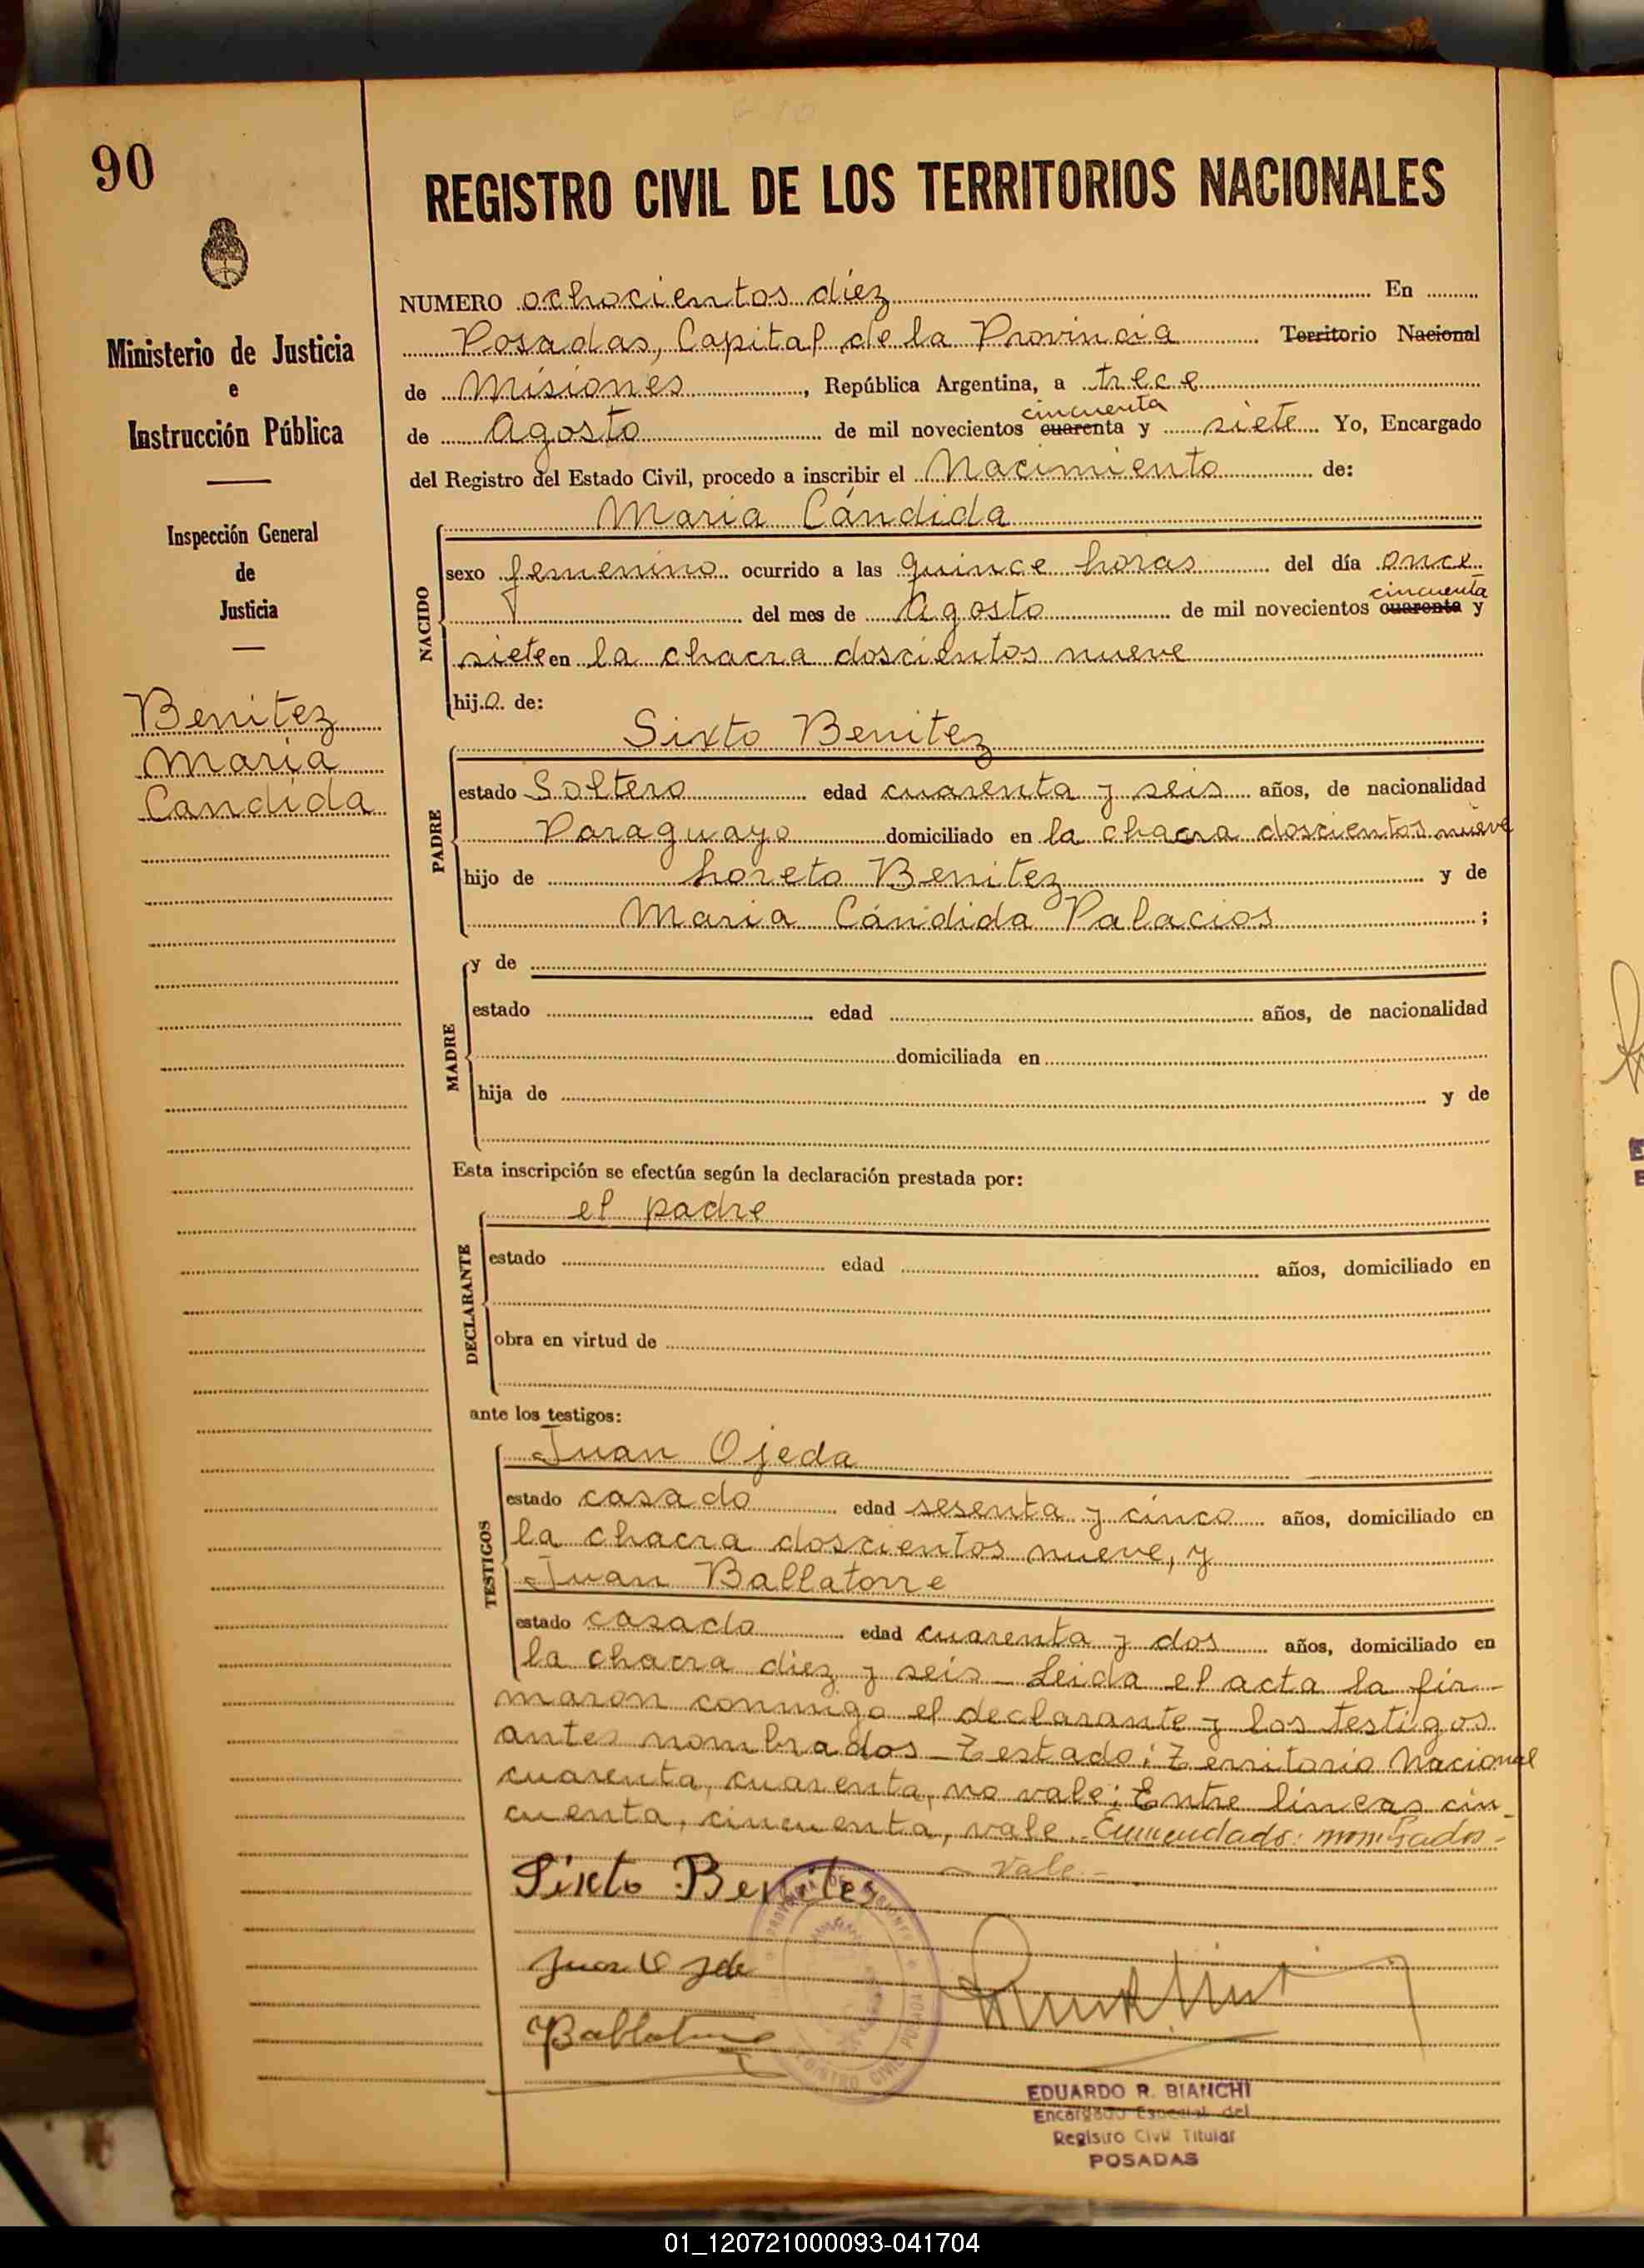 90
REGISTRO CIVIL DE LOS TERRITORIOS NACIONALES
Ministerio de Justicia
e
Instrucción Pública
Inspección General
de
Justicia
Benitez
Maria
Candida
NUMERO ochocientos diez En
Posadas, Capital de la Provincia Territorio Nacional
de Misiones, República Argentina, a trece
cincuenta
de Agosto de mil novecientos cuarenta y siete Yo, Encargado
del Registro del Estado Civil, procedo a inscribir el Nacimiento de:
Maria Cándida
NACIDO
sexo femenino ocurrido a las quince horas del día once
cincuenta
del mes de Agosto de mil novecientos cuarenta y
siete en la chacra doscientos nueve
hija de:
Sixto Benitez
PADRE
estado Soltero edad cuarenta y seis años, de nacionalidad
Paraguayo domiciliado en la chacra doscientos nueve
hijo de Loreto Benitez y de
Maria Cándida Palacios;
MADRE
y de
estado edad años, de nacionalidad
domiciliada en
hija de y de
Esta inscripción se efectúa según la declaración prestada por:
el padre
DECLARANTE
estado edad años, domiciliado en
obra en virtud de
ante los testigos:
Juan Ojeda
TESTIGOS
estado casado edad sesenta y cinco años, domiciliado en
la chacra doscientos nueve, y
Juan Ballatorre
estado casado edad cuarenta y dos años, domiciliado en
la chacra diez y seis_Leida el acta la fir-
maron conmigo el declarante y los testigos
antes nombrados_Testado: Territorio Nacional
cuarenta, cuarenta, no vale; Entre líneas cin-
cuenta, cincuenta, vale. Enmendado: nombrados-
- Vale -
Sixto Benites
Juan Ojeda
EDUARDO R. BIANCHI
Encargado Especial del
Registro Civil Titular
POSADAS
01_120721000093-041704